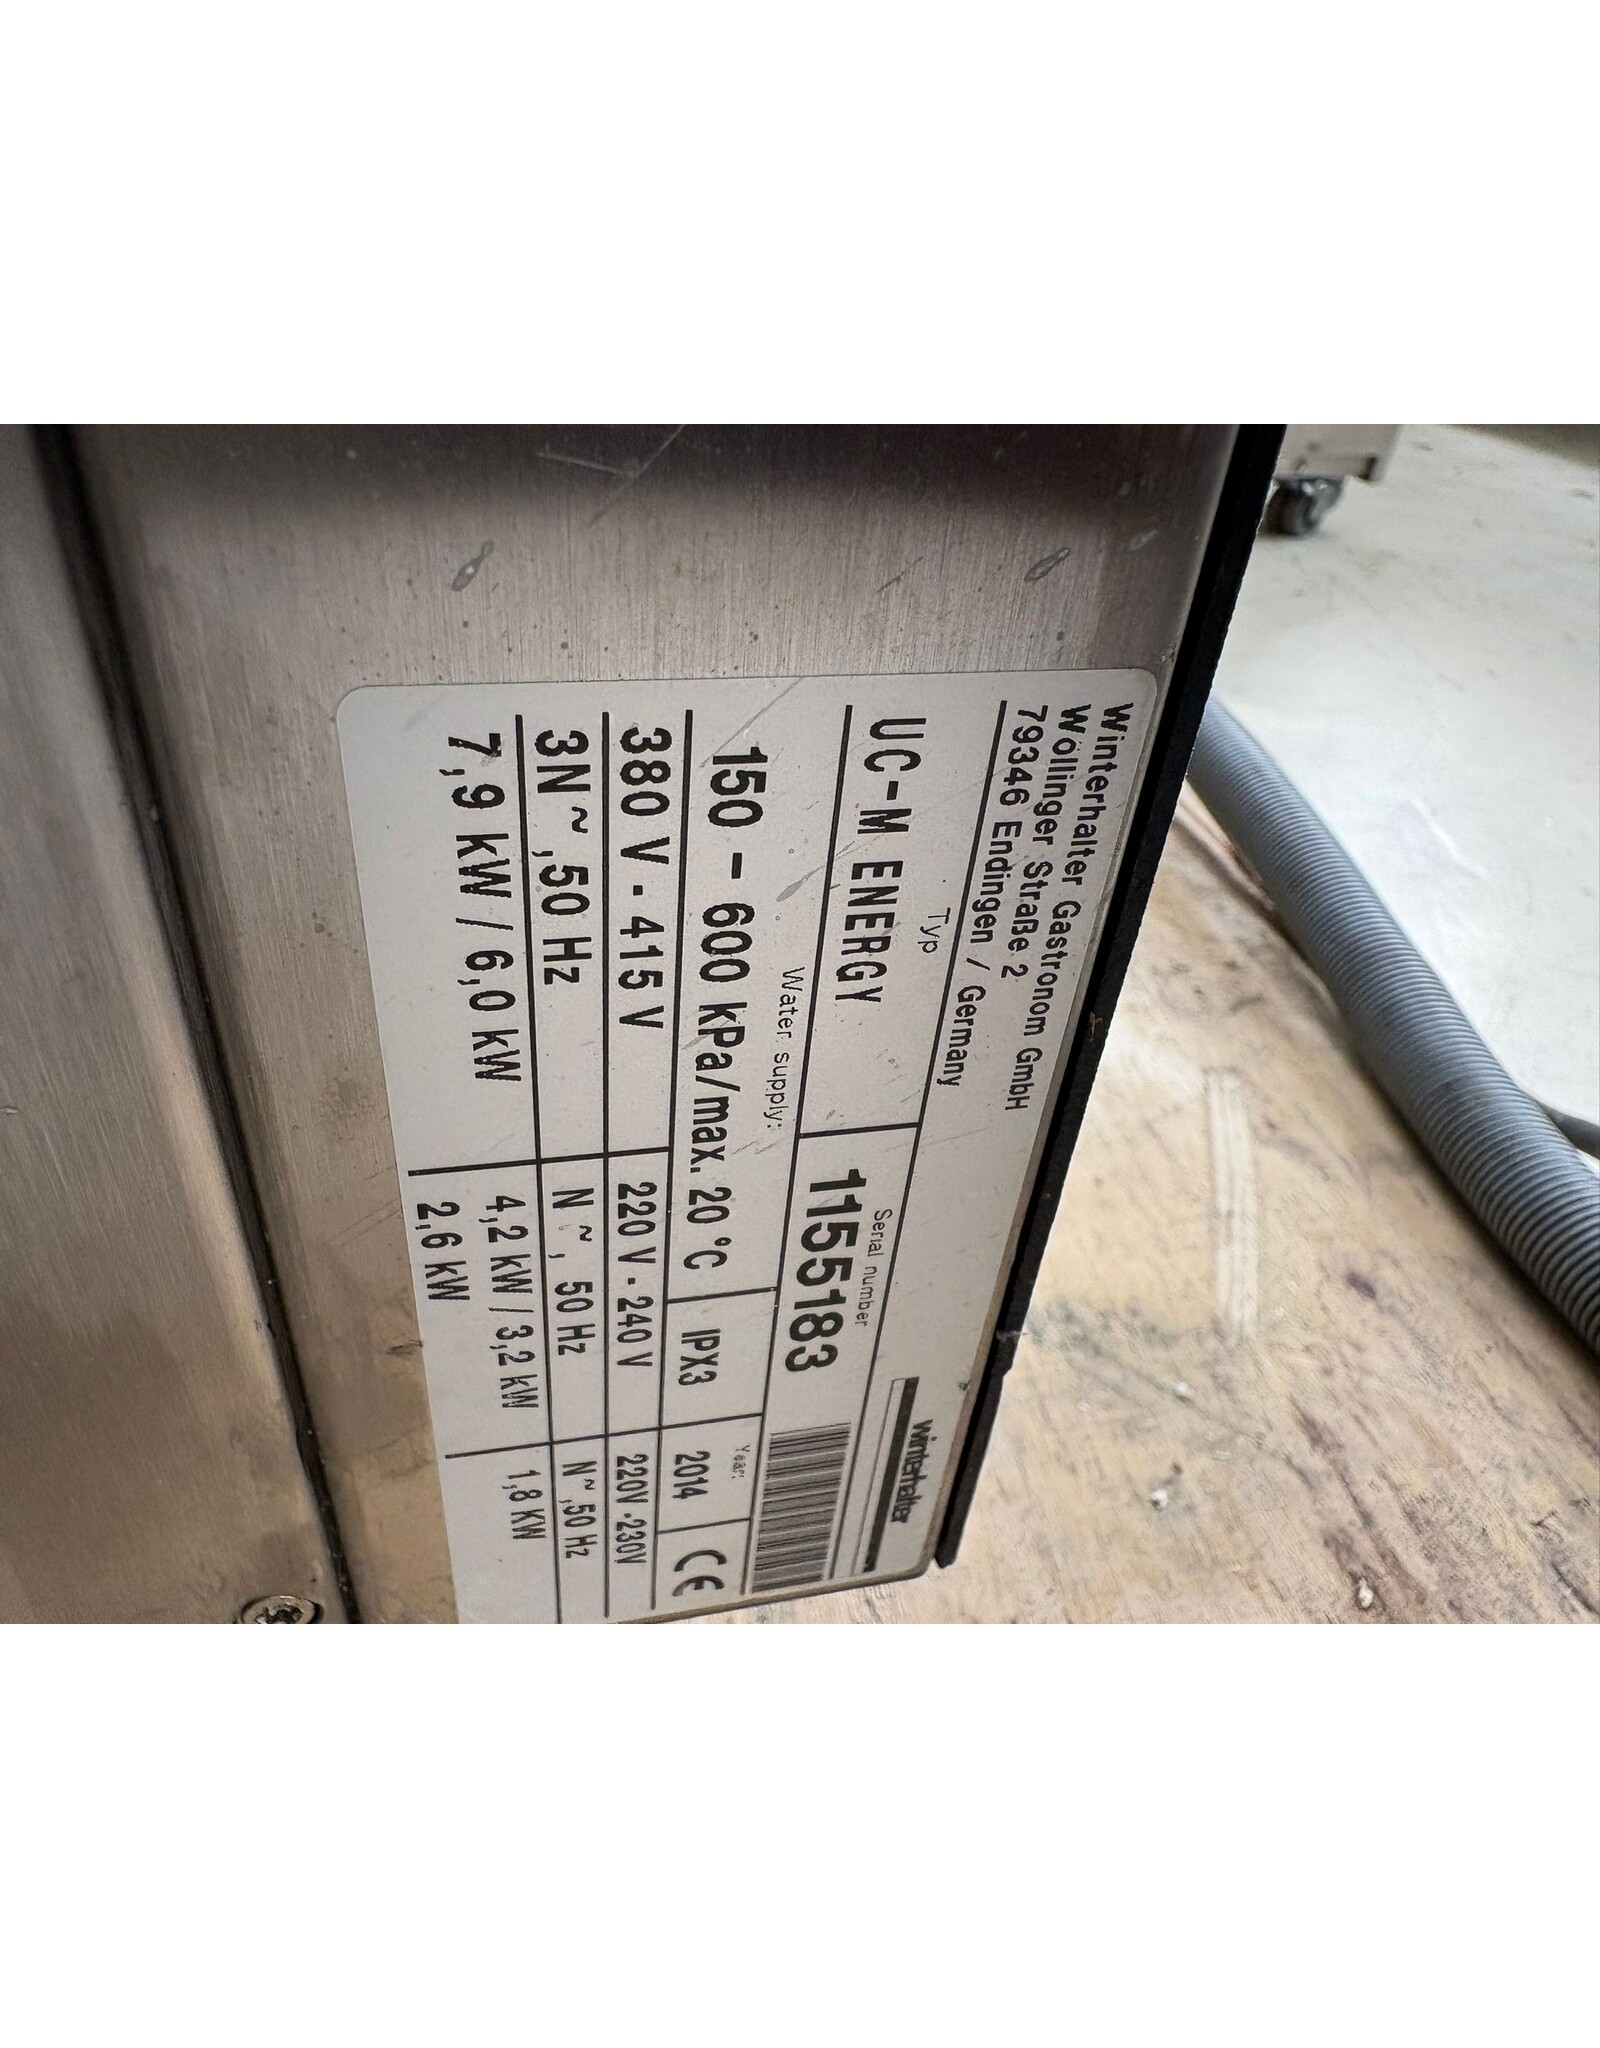 Winterhalter Gastronom GmbH
Wöllinger Straße 2
79346 Endingen / Germany
winterhalter
Typ
UC-M ENERGY
Serial number
1155183
Water supply:
150 – 600 kPa/max. 20 °C
IPX3
Year:
2014
CE
380 V - 415 V
220 V - 240 V
220V -230V
3N ~ ,50 Hz
N ~ , 50 Hz
N ~ ,50 Hz
7,9 kW / 6,0 kW
4,2 kW / 3,2 kW
2,6 kW
1,8 KW